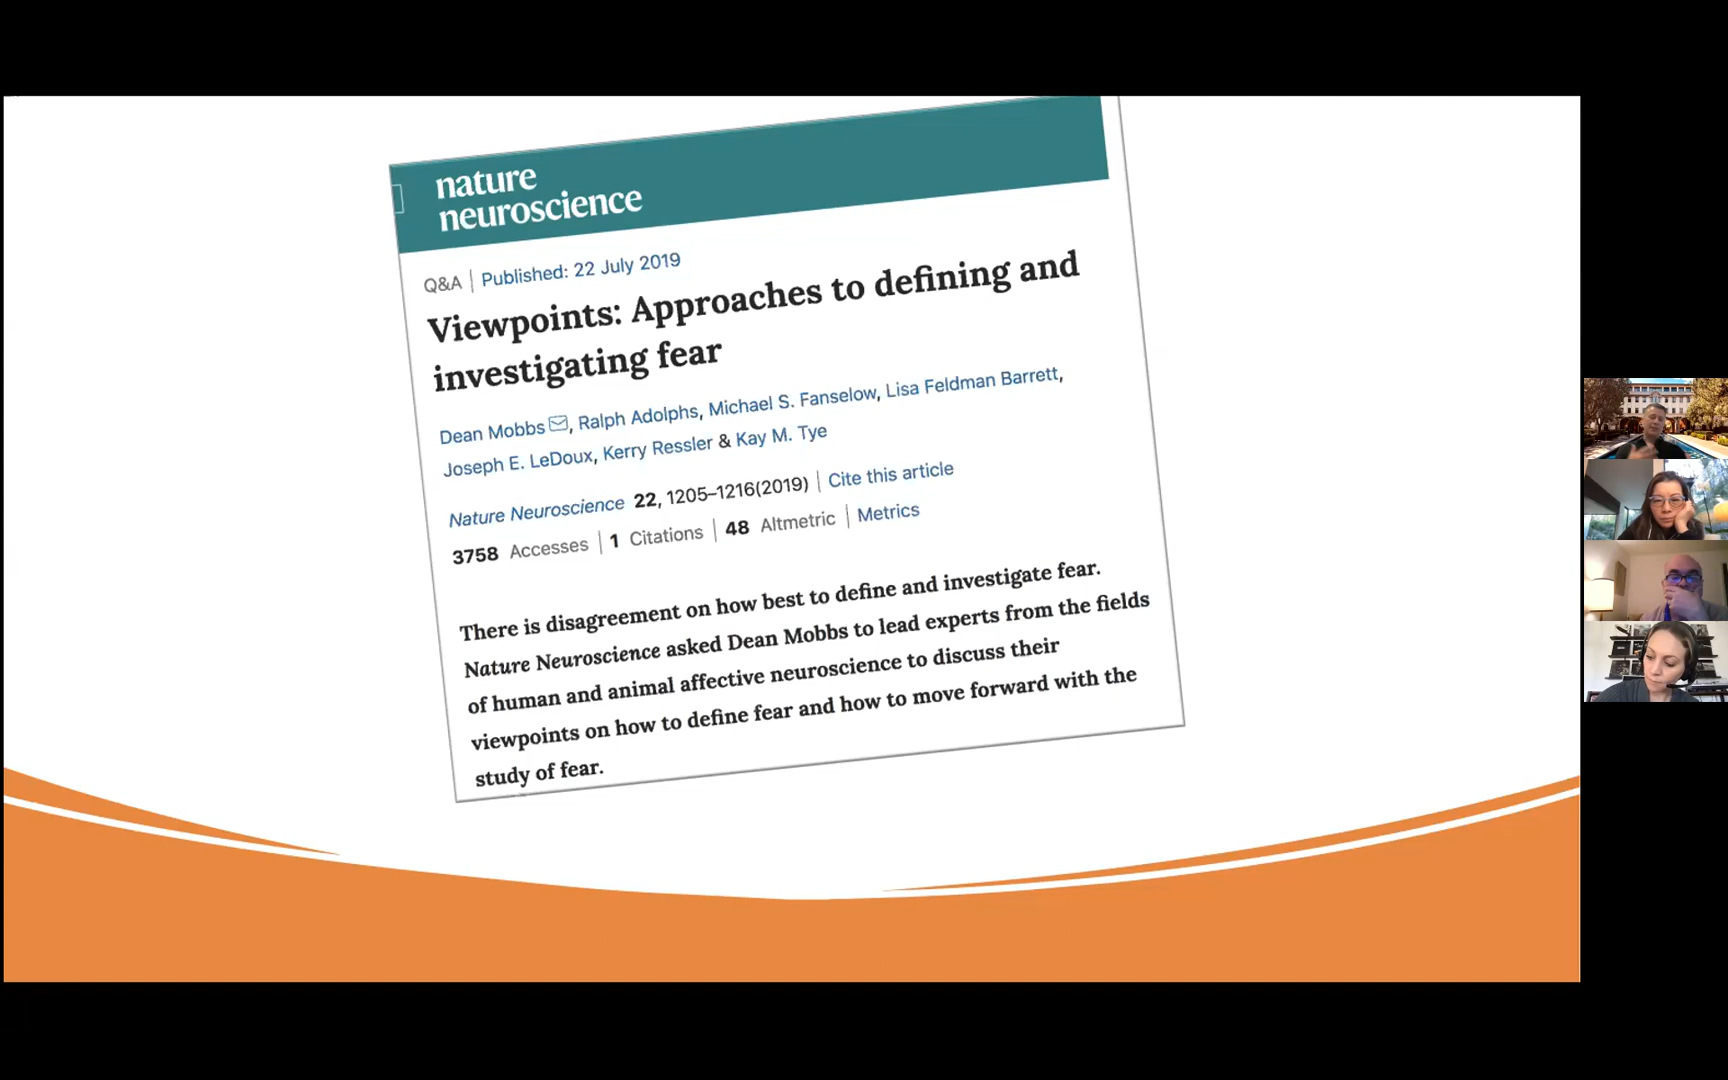 nature
neuroscience
Q&A | Published: 22 July 2019
Viewpoints: Approaches to defining and
investigating fear
Dean Mobbs, Ralph Adolphs, Michael S. Fanselow, Lisa Feldman Barrett,
Joseph E. LeDoux, Kerry Ressler & Kay M. Tye
Nature Neuroscience 22, 1205–1216(2019) | Cite this article
3758 Accesses | 1 Citations | 48 Altmetric | Metrics
There is disagreement on how best to define and investigate fear.
Nature Neuroscience asked Dean Mobbs to lead experts from the fields
of human and animal affective neuroscience to discuss their
viewpoints on how to define fear and how to move forward with the
study of fear.